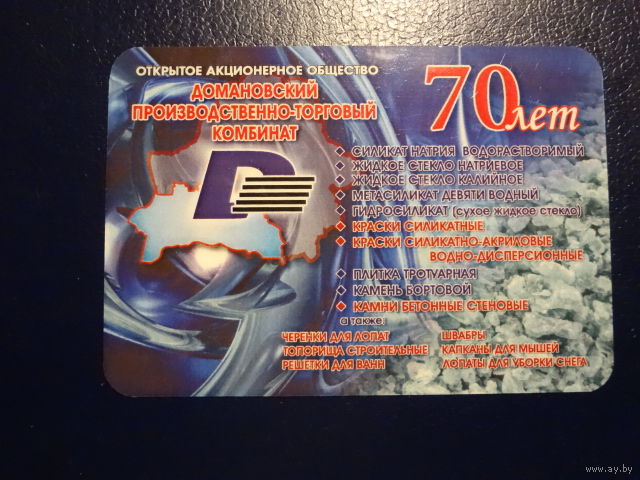 ОТКРЫТОЕ АКЦИОНЕРНОЕ ОБЩЕСТВО
ДОМАНОВСКИЙ
ПРОИЗВОДСТВЕННО-ТОРГОВЫЙ
КОМБИНАТ
70 лет
СИЛИКАТ НАТРИЯ ВОДОРАСТВОРИМЫЙ
ЖИДКОЕ СТЕКЛО НАТРИЕВОЕ
ЖИДКОЕ СТЕКЛО КАЛИЙНОЕ
МЕТАСИЛИКАТ ДЕВЯТИ ВОДНЫЙ
ГИДРОСИЛИКАТ (сухое жидкое стекло)
КРАСКИ СИЛИКАТНЫЕ
КРАСКИ СИЛИКАТНО-АКРИЛОВЫЕ
ВОДНО-ДИСПЕРСИОННЫЕ
ПЛИТКА ТРОТУАРНАЯ
КАМЕНЬ БОРТОВОЙ
КАМНИ БЕТОННЫЕ СТЕНОВЫЕ
а также:
ЧЕРЕНКИ ДЛЯ ЛОПАТ
ТОПОРИЩА СТРОИТЕЛЬНЫЕ
РЕШЕТКИ ДЛЯ ВАНН
ШВАБРЫ
КАПКАНЫ ДЛЯ МЫШЕЙ
ЛОПАТЫ ДЛЯ УБОРКИ СНЕГА
www.ay.by